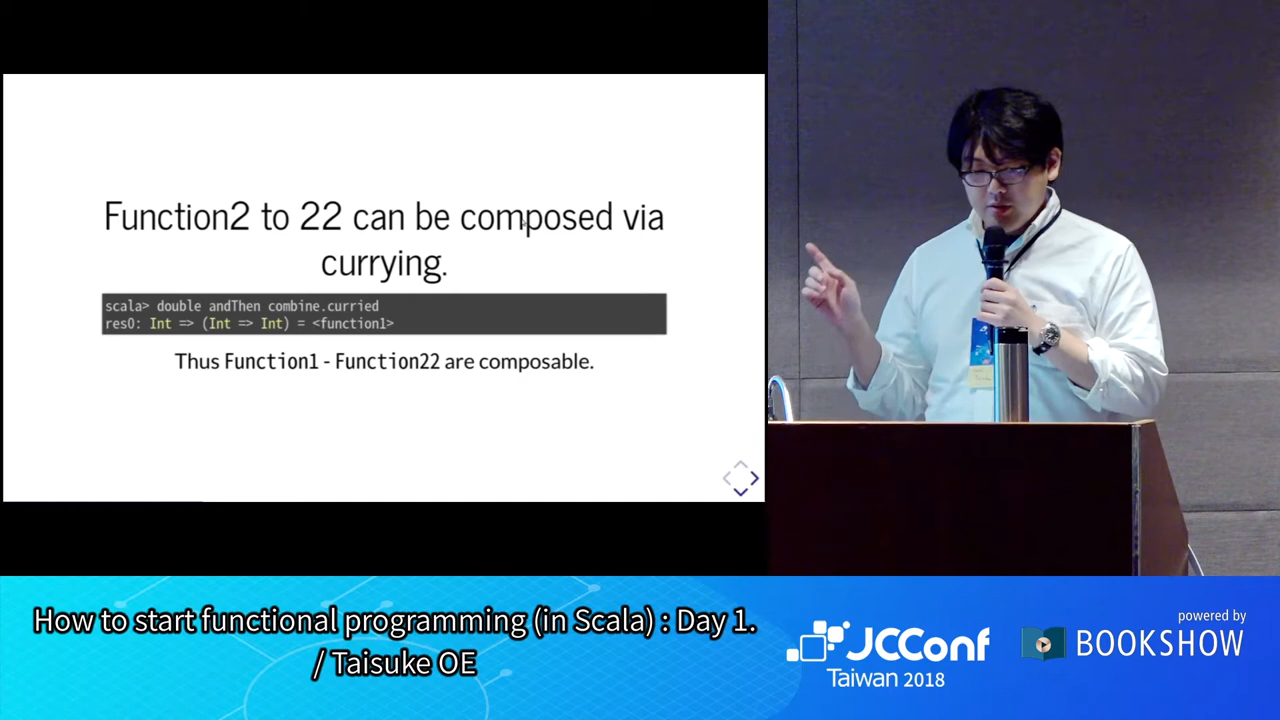 Function2 to 22 can be composed via
currying.
scala> double andThen combine.curried
res0: Int => (Int => Int) = <function1>
Thus Function1 - Function22 are composable.
How to start functional programming (in Scala) : Day 1.
/ Taisuke OE
JCConf
Taiwan 2018
powered by
BOOKSHOW